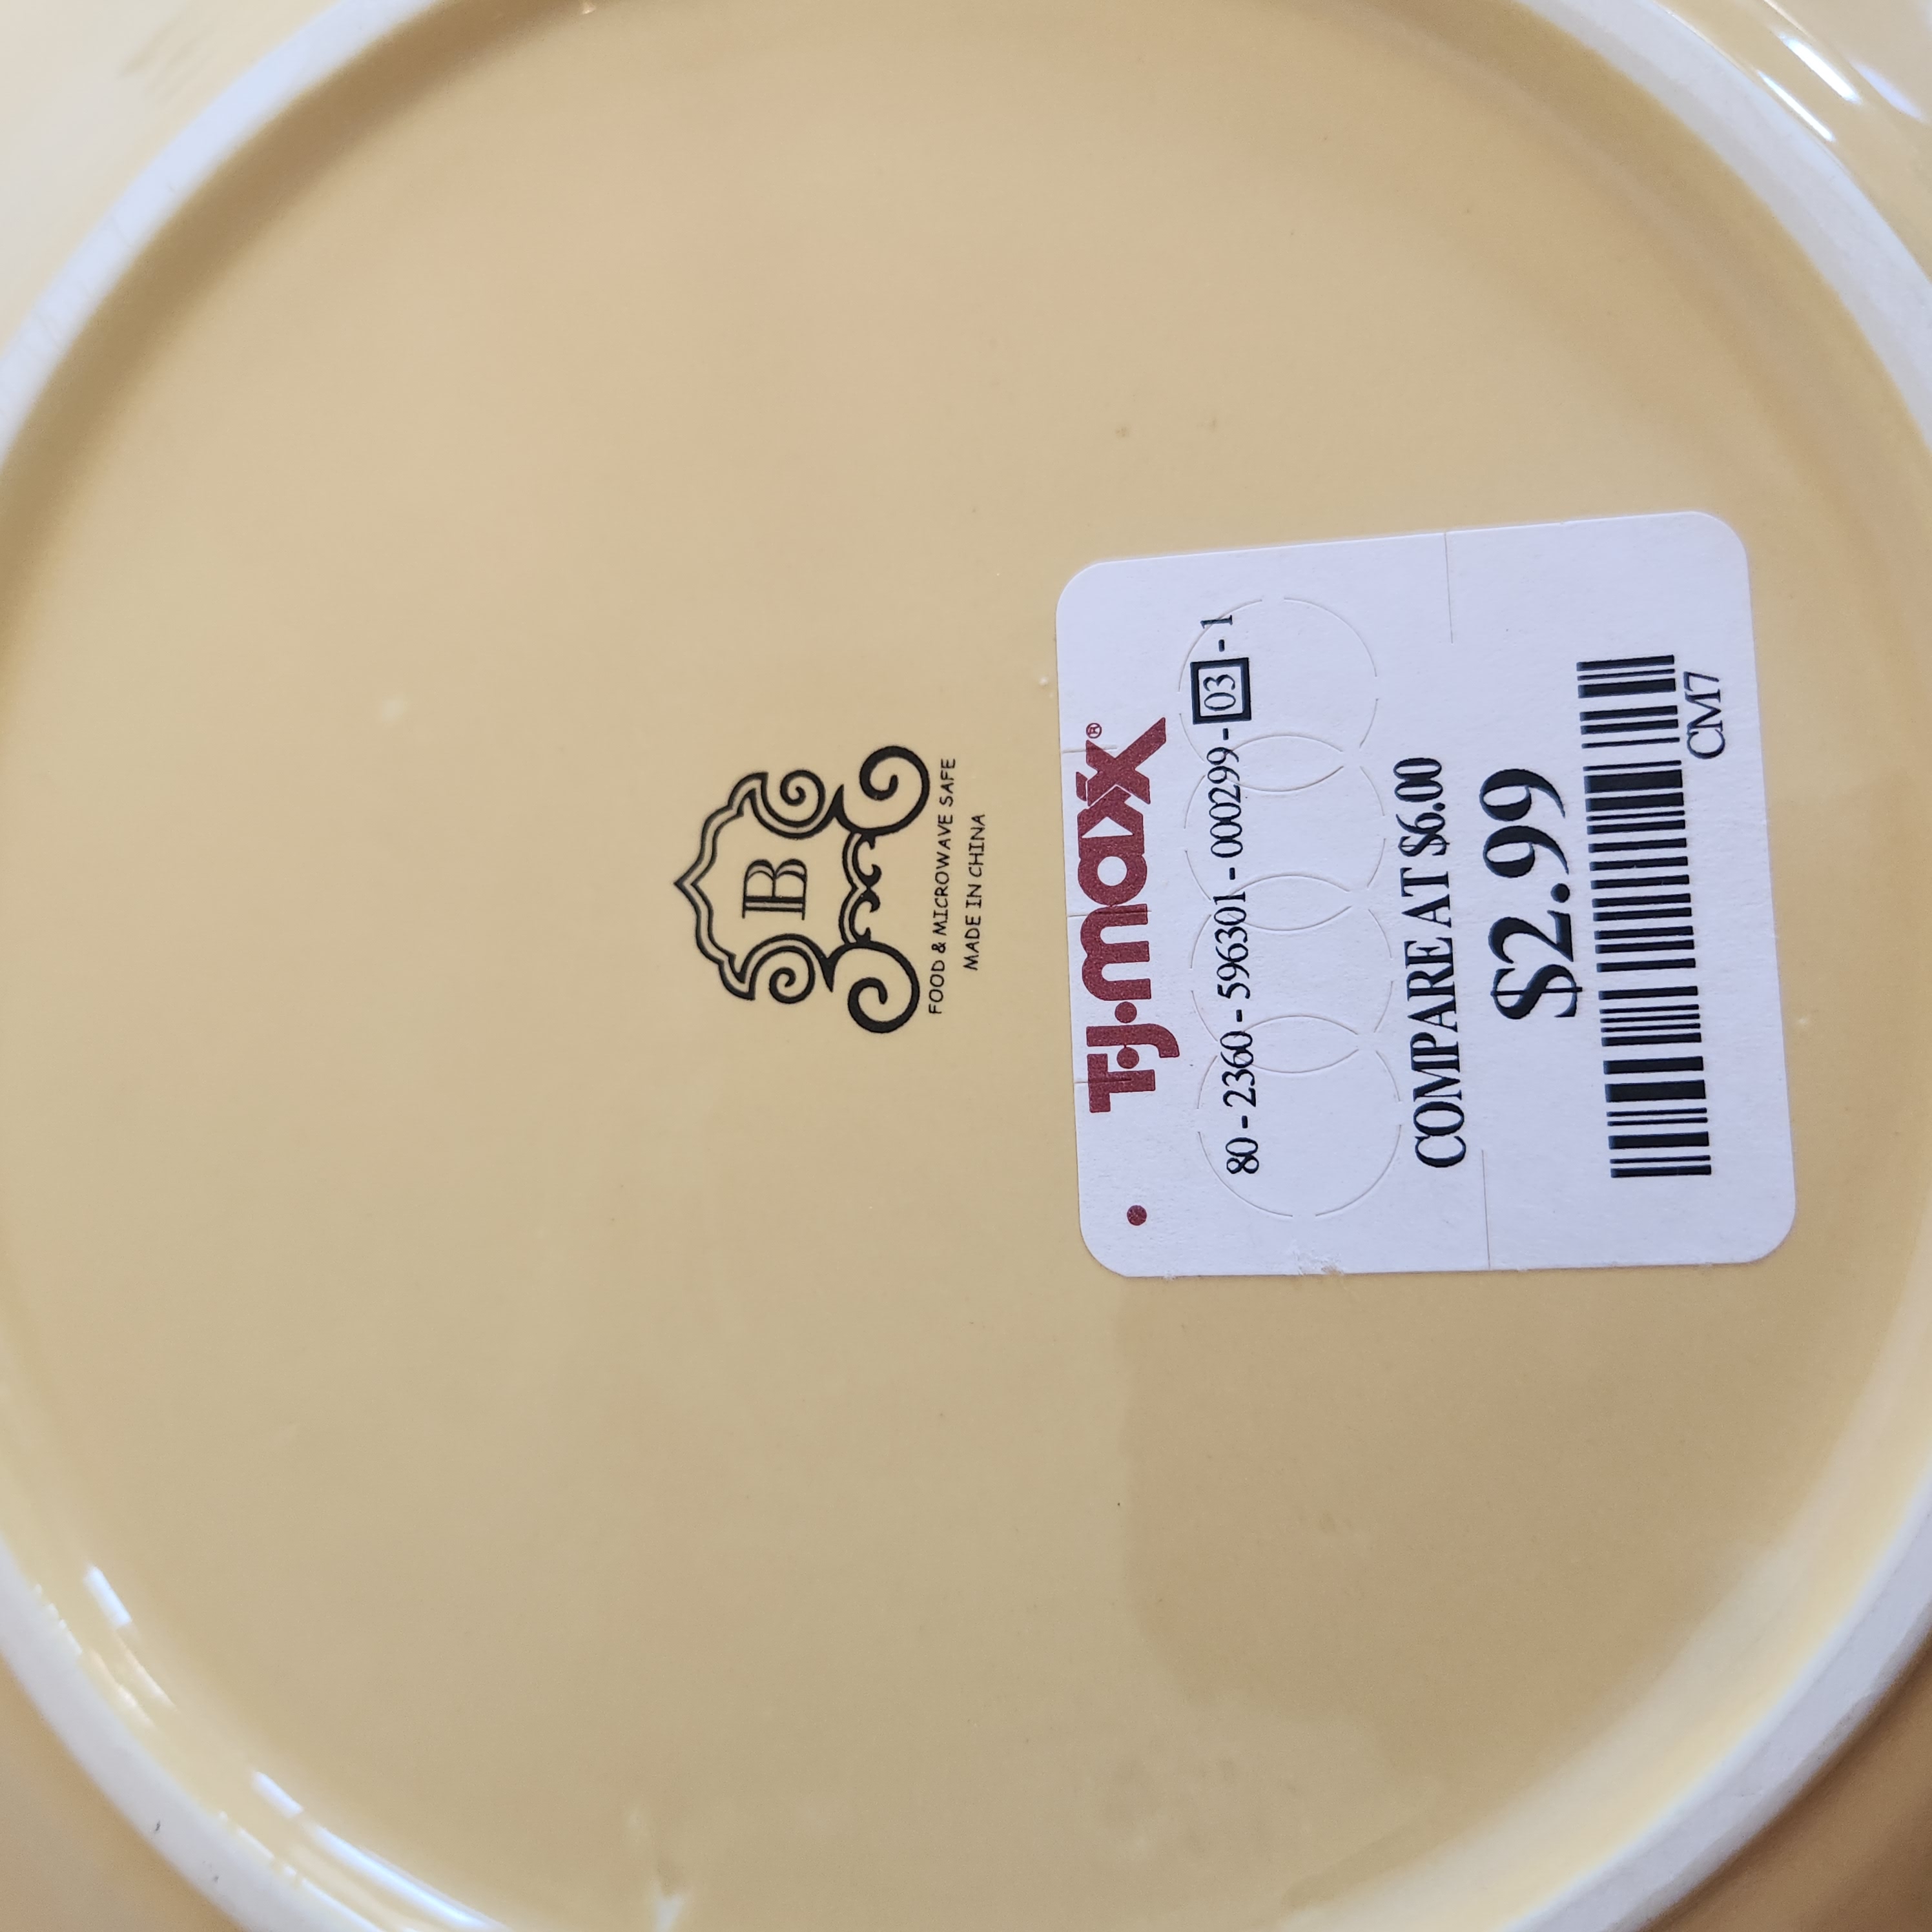 B
FOOD & MICROWAVE SAFE
MADE IN CHINA
T.J.maxx®
80 - 2360 - 596301 - 000299 - 03 - 1
COMPARE AT $6.00
$2.99
CM7